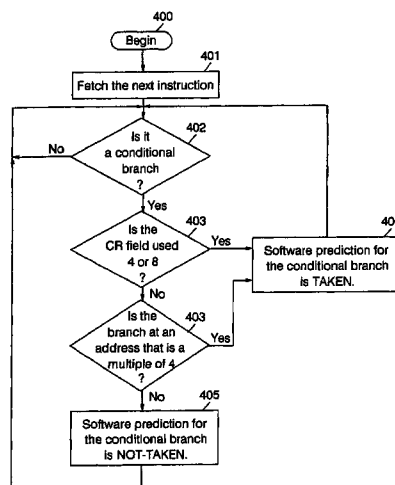 400
Begin
401
Fetch the next instruction
402
Is it
a conditional
branch
?
No
Yes
403
Is the
CR field used
4 or 8
?
Yes
No
Software prediction for
the conditional branch
is TAKEN.
403
Is the
branch at an
address that is a
multiple of 4
?
Yes
No
405
Software prediction for
the conditional branch
is NOT-TAKEN.